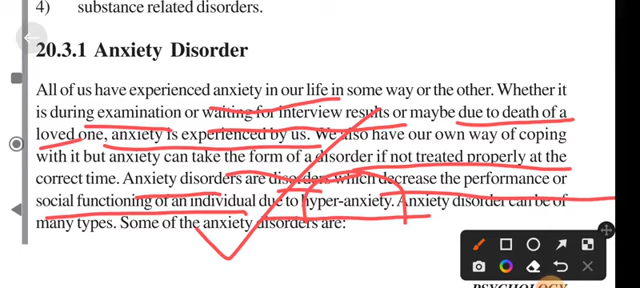 4) substance related disorders.
20.3.1 Anxiety Disorder
All of us have experienced anxiety in our life in some way or the other. Whether it
is during examination or waiting for interview results or maybe due to death of a
loved one, anxiety is experienced by us. We also have our own way of coping
with it but anxiety can take the form of a disorder if not treated properly at the
correct time. Anxiety disorders are disorders which decrease the performance or
social functioning of an individual due to hyper-anxiety. Anxiety disorder can be of
many types. Some of the anxiety disorders are:
PSYCHOLOGY